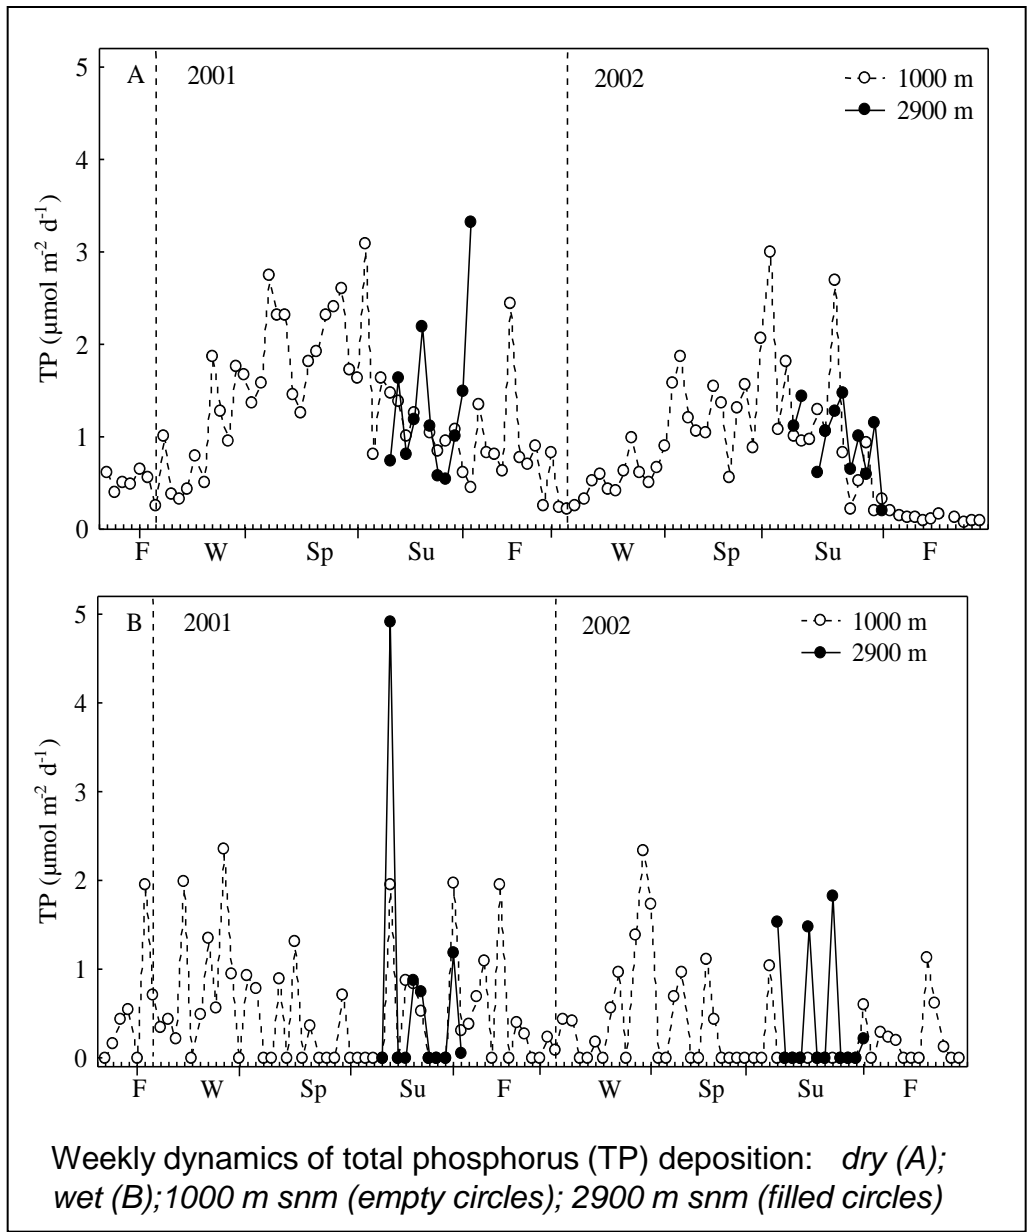 A
2001
2002
1000 m
2900 m
TP (µmol m⁻² d⁻¹)
5
4
3
2
1
0
F W Sp Su F W Sp Su F
B
2001
2002
1000 m
2900 m
TP (µmol m⁻² d⁻¹)
5
4
3
2
1
0
F W Sp Su F W Sp Su F
Weekly dynamics of total phosphorus (TP) deposition: dry (A);
wet (B);1000 m snm (empty circles); 2900 m snm (filled circles)